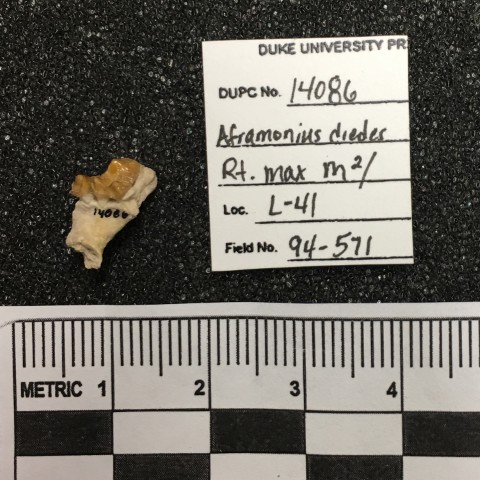 DUKE UNIVERSITY PR
DUPC No. 14086
Aframonius diedes
Rt. max m²/
Loc. L-41
Field No. 94-571
14086
METRIC 1 2 3 4